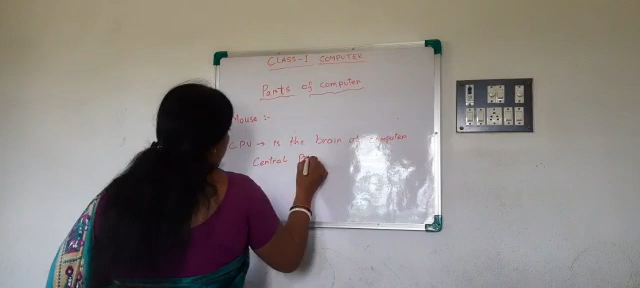 CLASS-I COMPUTER
Parts of computer
Mouse :-
CPU → is the brain of computer
Central